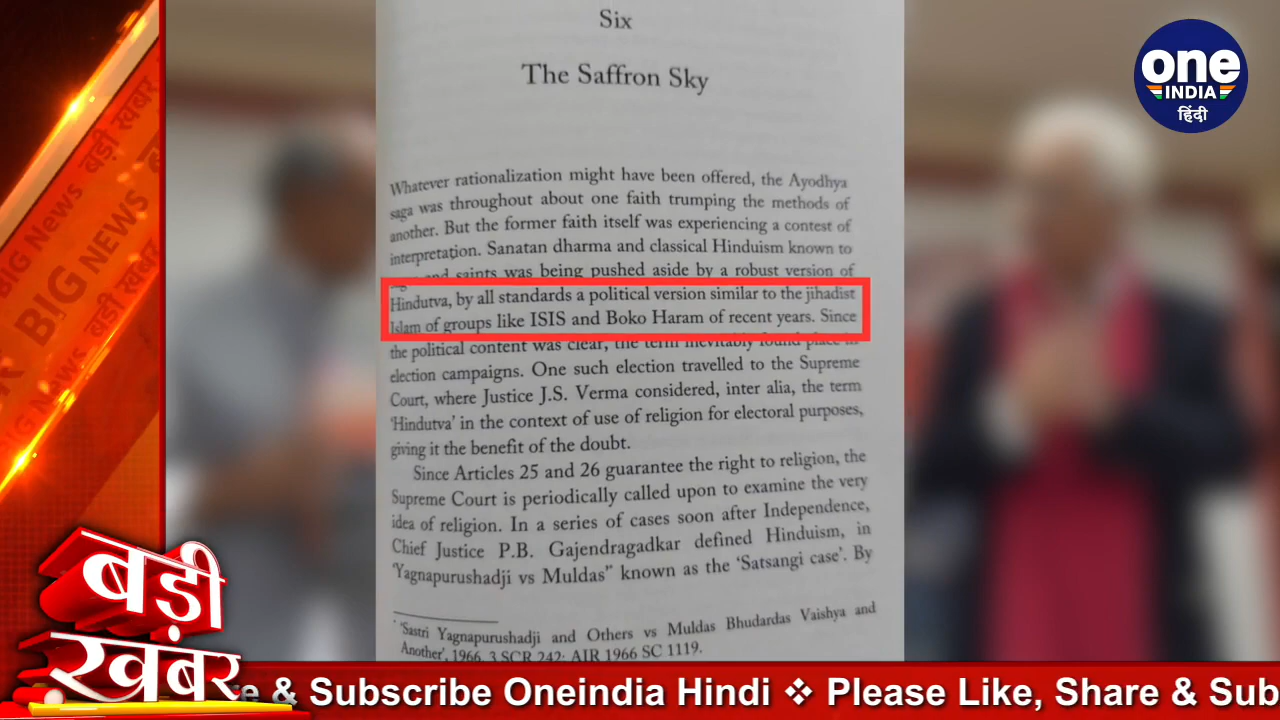 Six
The Saffron Sky
Whatever rationalization might have been offered, the Ayodhya
saga was throughout about one faith trumping the methods of
another. But the former faith itself was experiencing a contest of
interpretation. Sanatan dharma and classical Hinduism known to
and saints was being pushed aside by a robust version of
Hindutva, by all standards a political version similar to the jihadist
Islam of groups like ISIS and Boko Haram of recent years. Since
the political content was clear, the term inevitably found place in
election campaigns. One such election travelled to the Supreme
Court, where Justice J.S. Verma considered, inter alia, the term
‘Hindutva’ in the context of use of religion for electoral purposes,
giving it the benefit of the doubt.
Since Articles 25 and 26 guarantee the right to religion, the
Supreme Court is periodically called upon to examine the very
idea of religion. In a series of cases soon after Independence,
Chief Justice P.B. Gajendragadkar defined Hinduism, in
‘Yagnapurushadji vs Muldas’* known as the ‘Satsangi case’. By
* ‘Sastri Yagnapurushadji and Others vs Muldas Bhudardas Vaishya and
Another’, 1966, 3 SCR 242: AIR 1966 SC 1119.
one
INDIA
हिंदी
बड़ी खबर
BIG News
BIG NEWS
बड़ी खबर
BIG News
बड़ी
ख़बर
e & Subscribe Oneindia Hindi ❖ Please Like, Share & Sub